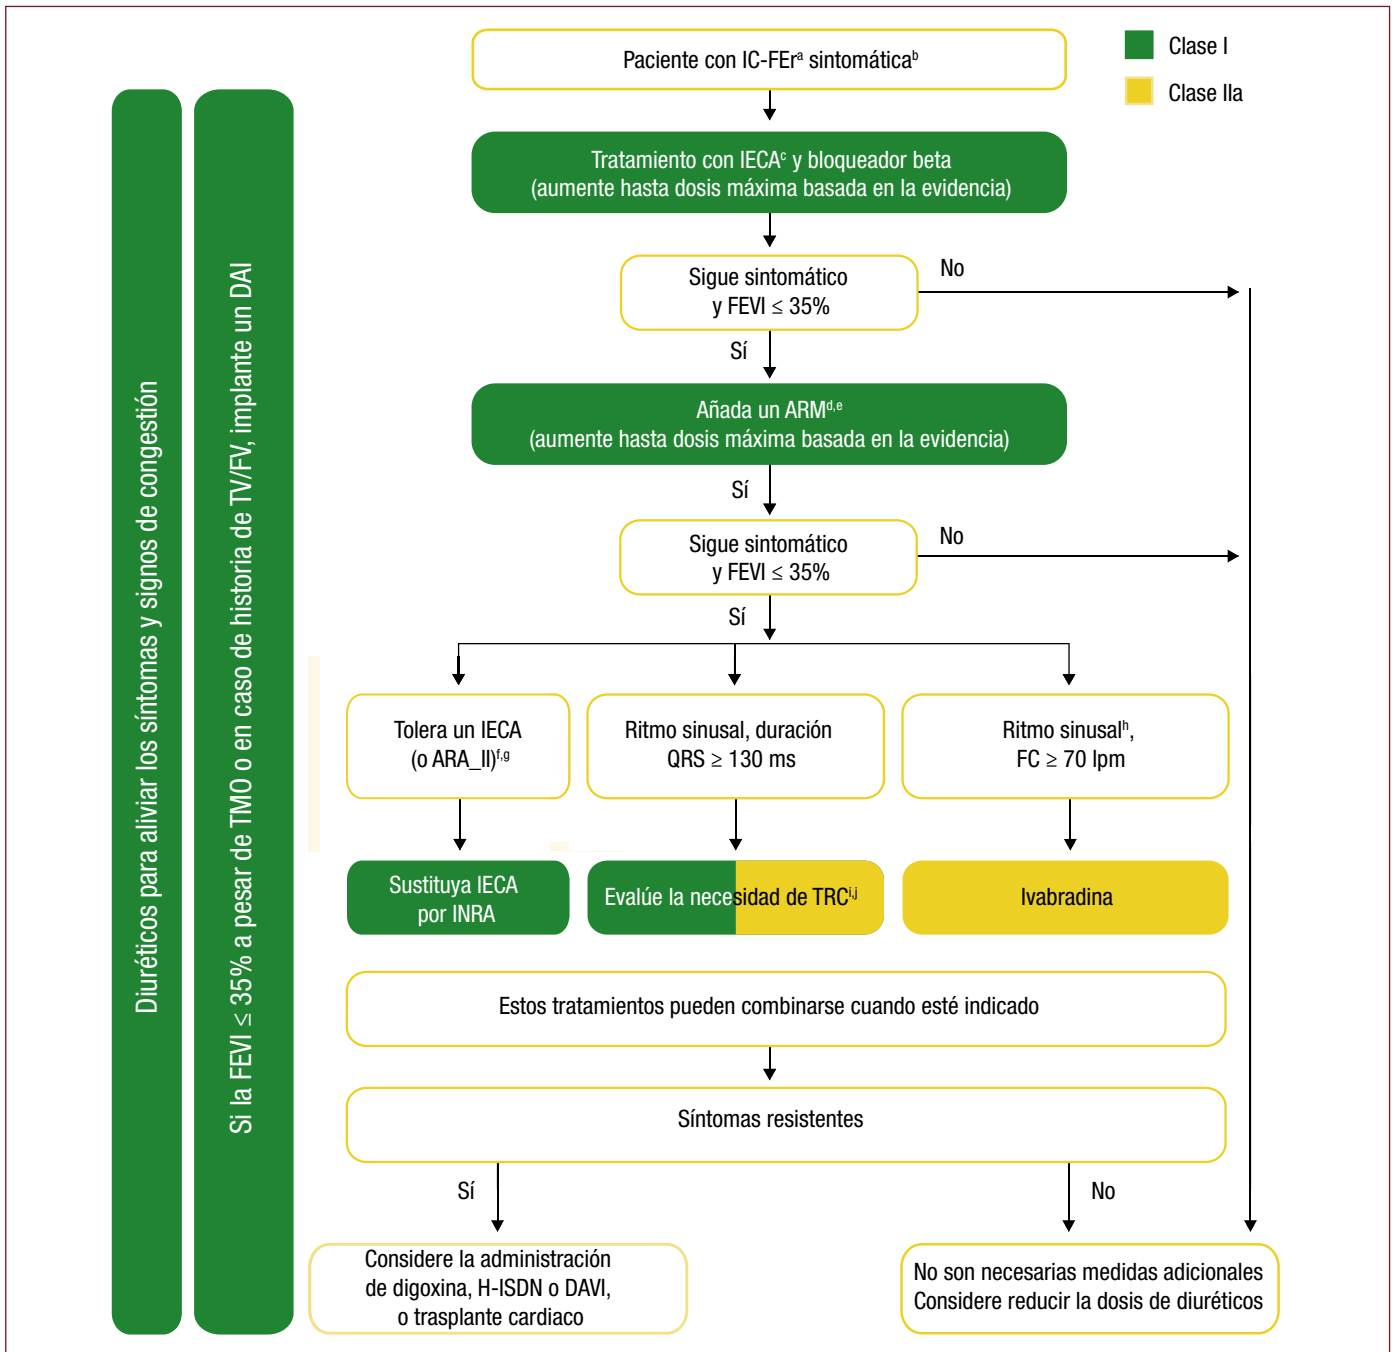 Paciente con IC-FErᵃ sintomáticaᵇ
Clase I
Clase IIa
Tratamiento con IECAᶜ y bloqueador beta
(aumente hasta dosis máxima basada en la evidencia)
Sigue sintomático
y FEVI ≤ 35%
No
Sí
Añada un ARMᵈ,ᵉ
(aumente hasta dosis máxima basada en la evidencia)
Sí
Sigue sintomático
y FEVI ≤ 35%
No
Sí
Tolera un IECA
(o ARA_II)ᶠ,ᵍ
Ritmo sinusal, duración
QRS ≥ 130 ms
Ritmo sinusalʰ,
FC ≥ 70 lpm
Sustituya IECA
por INRA
Evalúe la necesidad de TRCⁱ,ʲ
Ivabradina
Estos tratamientos pueden combinarse cuando esté indicado
Síntomas resistentes
Sí
No
Considere la administración
de digoxina, H-ISDN o DAVI,
o trasplante cardiaco
No son necesarias medidas adicionales
Considere reducir la dosis de diuréticos
Diuréticos para aliviar los síntomas y signos de congestión
Si la FEVI ≤ 35% a pesar de TMO o en caso de historia de TV/FV, implante un DAI